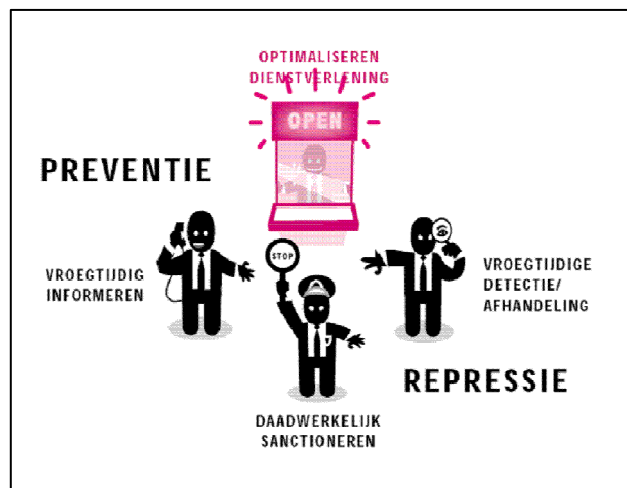 OPTIMALISEREN
DIENSTVERLENING
OPEN
PREVENTIE
VROEGTIJDIG
INFORMEREN
STOP
VROEGTIJDIGE
DETECTIE/
AFHANDELING
REPRESSIE
DAADWERKELIJK
SANCTIONEREN